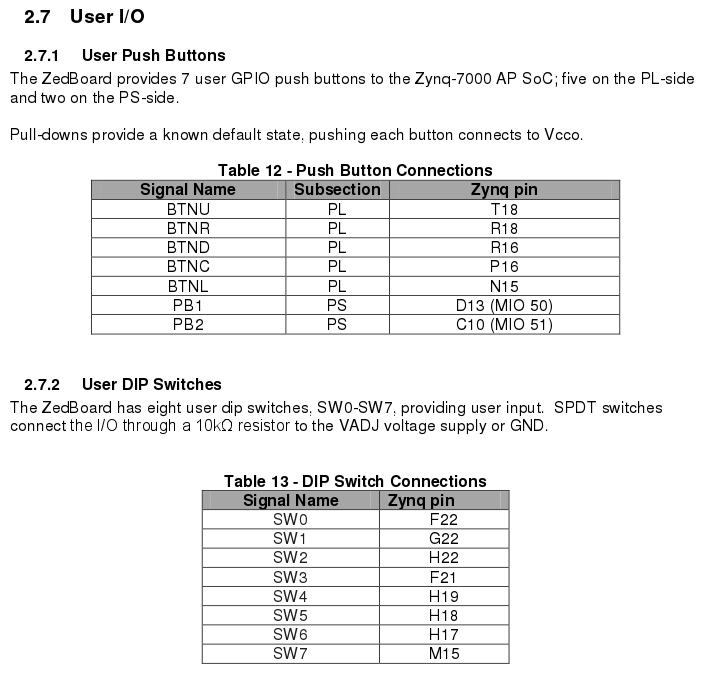 2.7 User I/O
2.7.1 User Push Buttons
The ZedBoard provides 7 user GPIO push buttons to the Zynq-7000 AP SoC; five on the PL-side
and two on the PS-side.
Pull-downs provide a known default state, pushing each button connects to Vcco.
Table 12 - Push Button Connections
Signal Name Subsection Zynq pin
BTNU PL T18
BTNR PL R18
BTND PL R16
BTNC PL P16
BTNL PL N15
PB1 PS D13 (MIO 50)
PB2 PS C10 (MIO 51)
2.7.2 User DIP Switches
The ZedBoard has eight user dip switches, SW0-SW7, providing user input. SPDT switches
connect the I/O through a 10kΩ resistor to the VADJ voltage supply or GND.
Table 13 - DIP Switch Connections
Signal Name Zynq pin
SW0 F22
SW1 G22
SW2 H22
SW3 F21
SW4 H19
SW5 H18
SW6 H17
SW7 M15